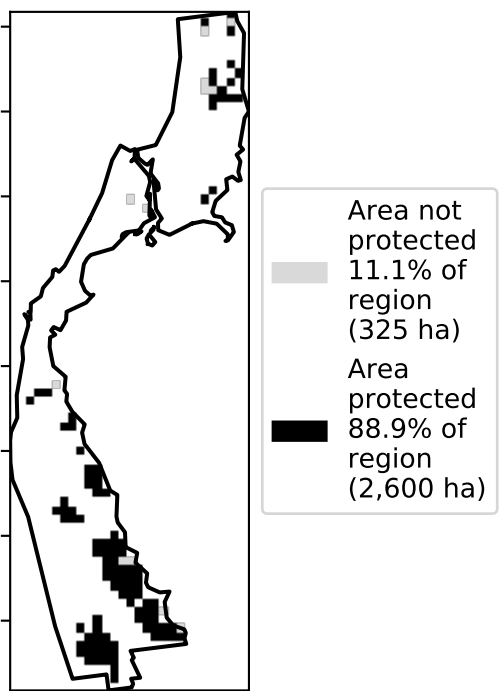 Area not
protected
11.1% of
region
(325 ha)
Area
protected
88.9% of
region
(2,600 ha)